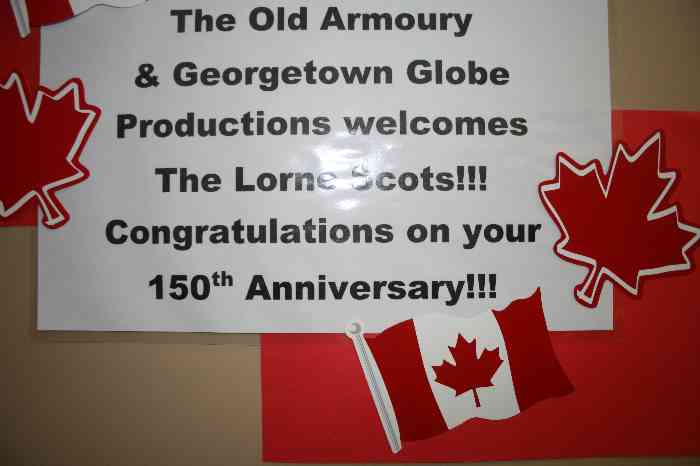 The Old Armoury
& Georgetown Globe
Productions welcomes
The Lorne Scots!!!
Congratulations on your
150th Anniversary!!!